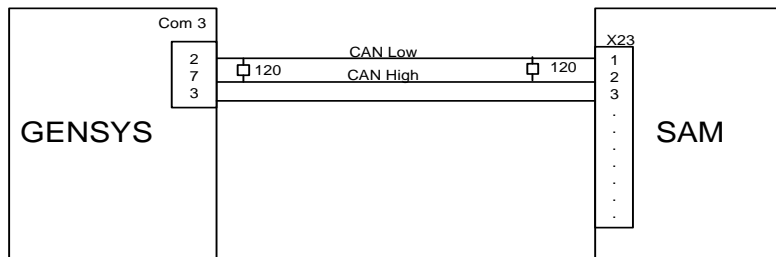 Com 3
X23
2 CAN Low 1
120 120
7 CAN High 2
3 3
.
.
GENSYS SAM
.
.
.
.
.